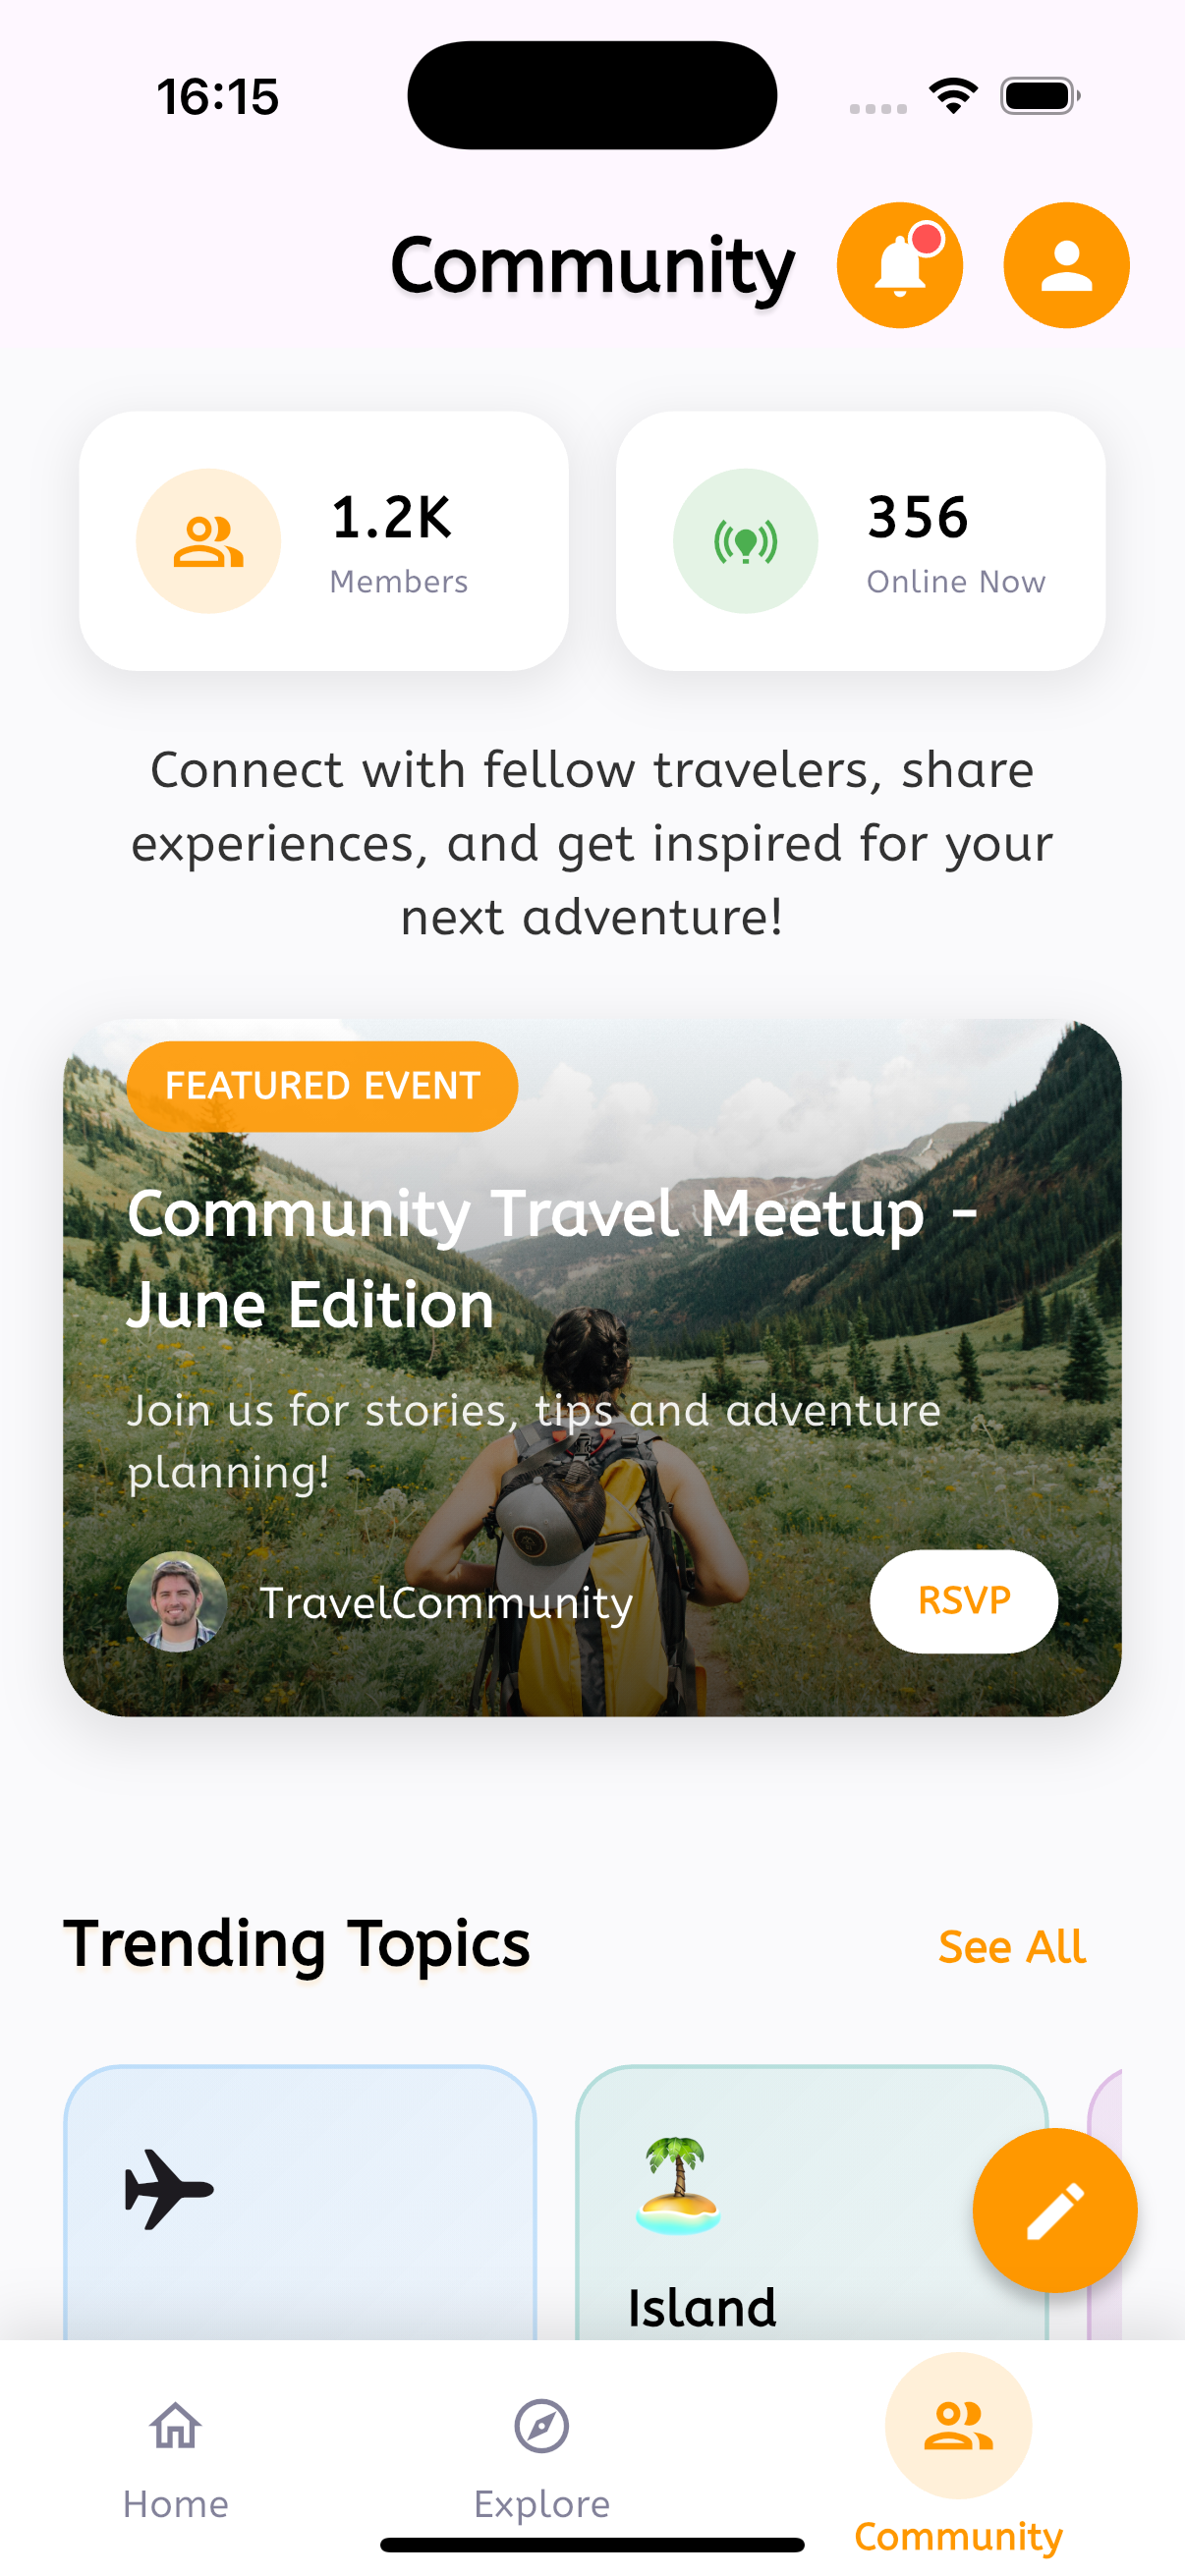 16:15
Community
1.2K
Members
356
Online Now
Connect with fellow travelers, share
experiences, and get inspired for your
next adventure!
FEATURED EVENT
Community Travel Meetup -
June Edition
Join us for stories, tips and adventure
planning!
TravelCommunity
RSVP
Trending Topics
See All
Island
Home
Explore
Community